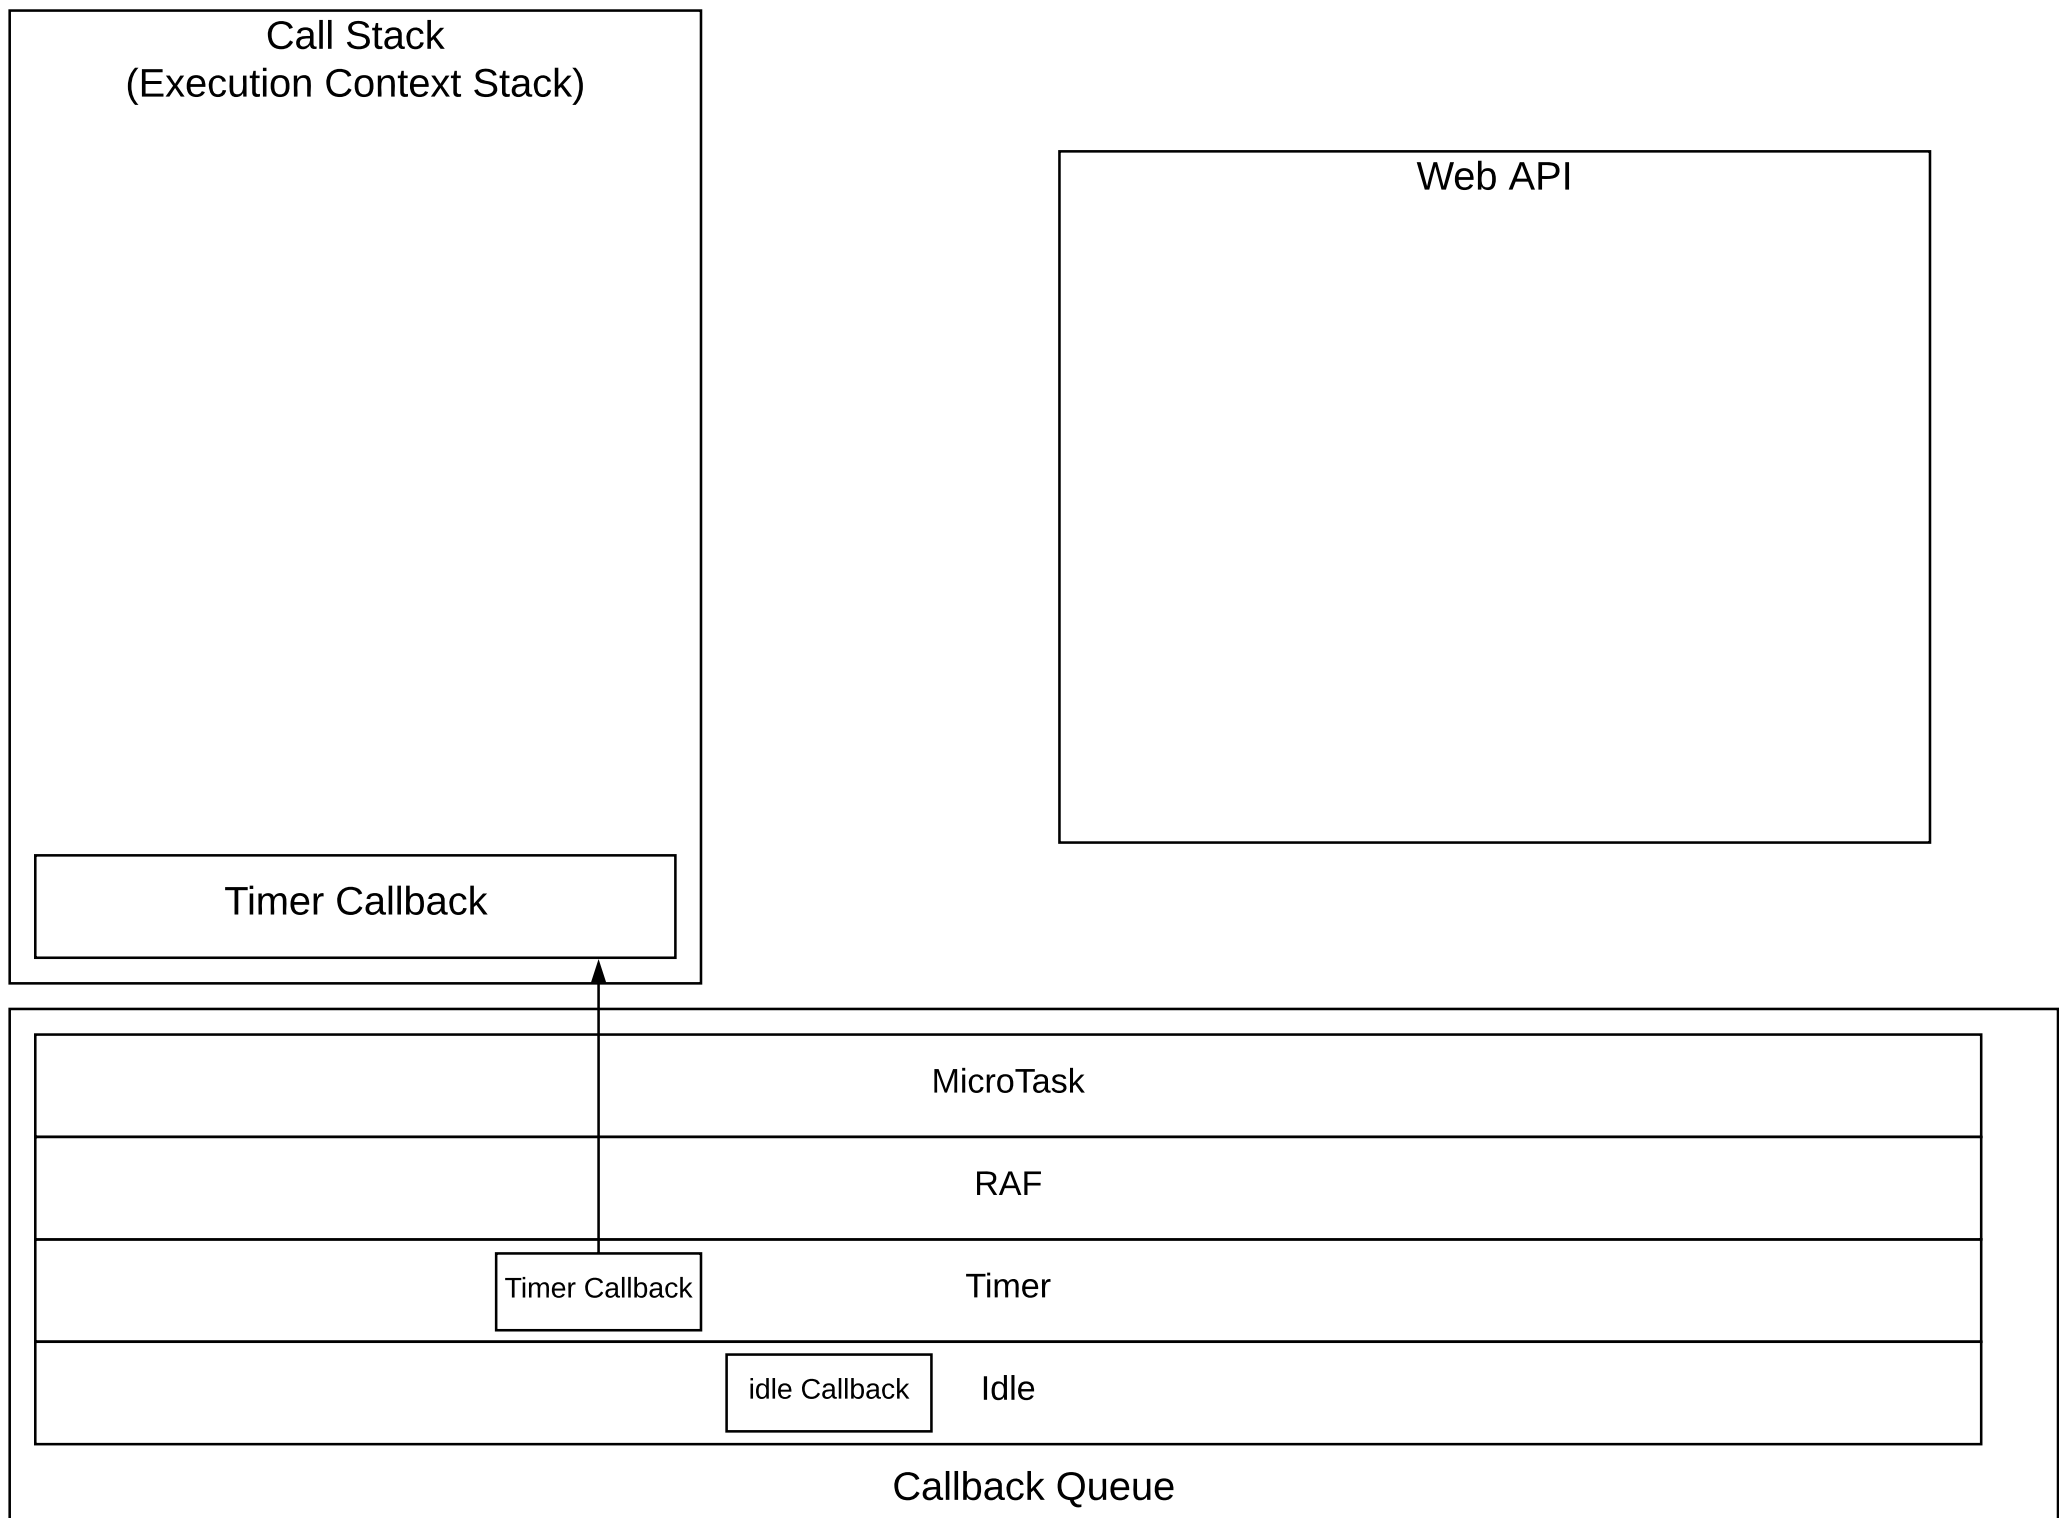 Call Stack
(Execution Context Stack)
Web API
Timer Callback
MicroTask
RAF
Timer Callback
Timer
idle Callback
Idle
Callback Queue